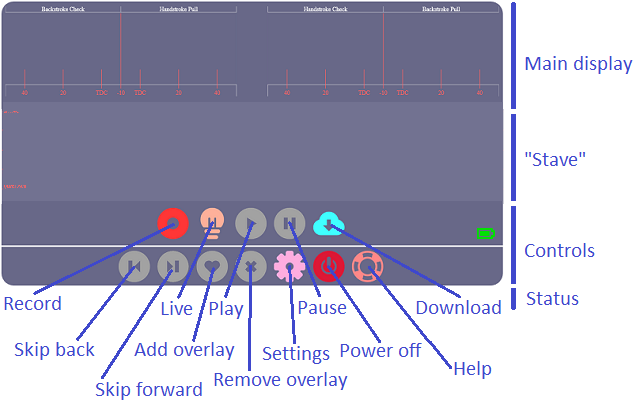 Backstroke Check Handstroke Pull Handstroke Check Backstroke Pull
Main display
40 20 TDC -10 TDC 20 40 40 20 TDC -10 TDC 20 40
"Stave"
Controls
Status
Record Live Play Pause Download
Skip back Add overlay Settings Power off Help
Skip forward Remove overlay